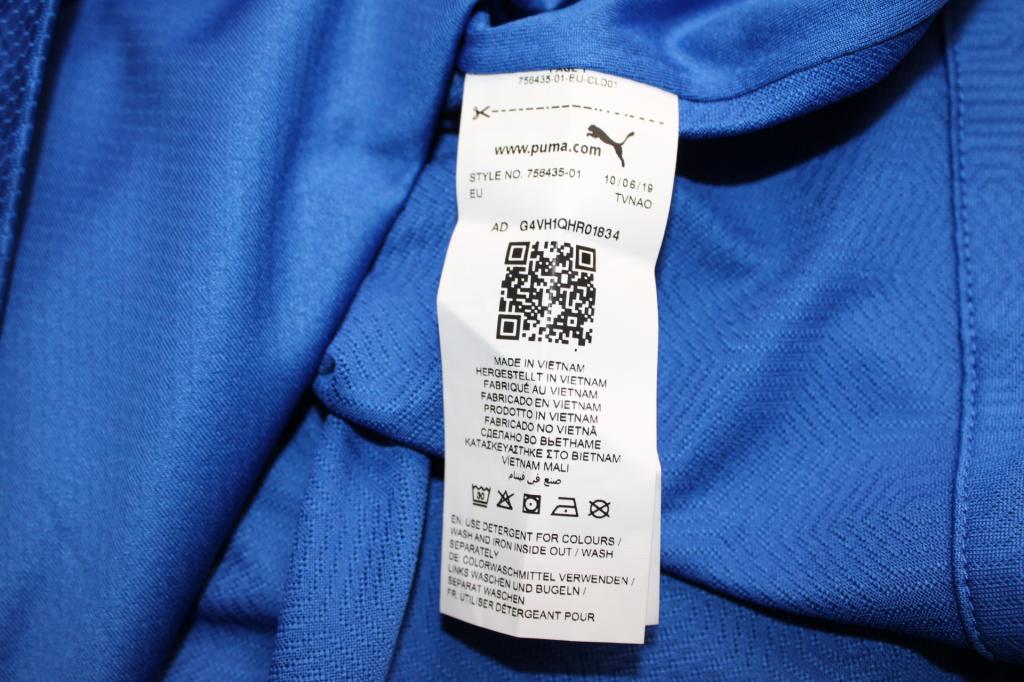 PAGE 1
756435-01-EU-CLD01
www.puma.com
STYLE NO. 756435-01 10/06/19
EU TVNAO
AD G4VH1QHR01834
MADE IN VIETNAM
HERGESTELLT IN VIETNAM
FABRIQUÉ AU VIETNAM
FABRICADO EN VIETNAM
PRODOTTO IN VIETNAM
FABRICADO NO VIETNÃ
СДЕЛАНО ВО ВЬЕТНАМЕ
ΚΑΤΑΣΚΕΥΑΣΤΗΚΕ ΣΤΟ ΒΙΕΤΝΑΜ
VIETNAM MALI
صنع في فيتنام
30
EN: USE DETERGENT FOR COLOURS /
WASH AND IRON INSIDE OUT / WASH
SEPARATELY
DE: COLORWASCHMITTEL VERWENDEN /
LINKS WASCHEN UND BUGELN /
SEPARAT WASCHEN
FR: UTILISER DÉTERGEANT POUR